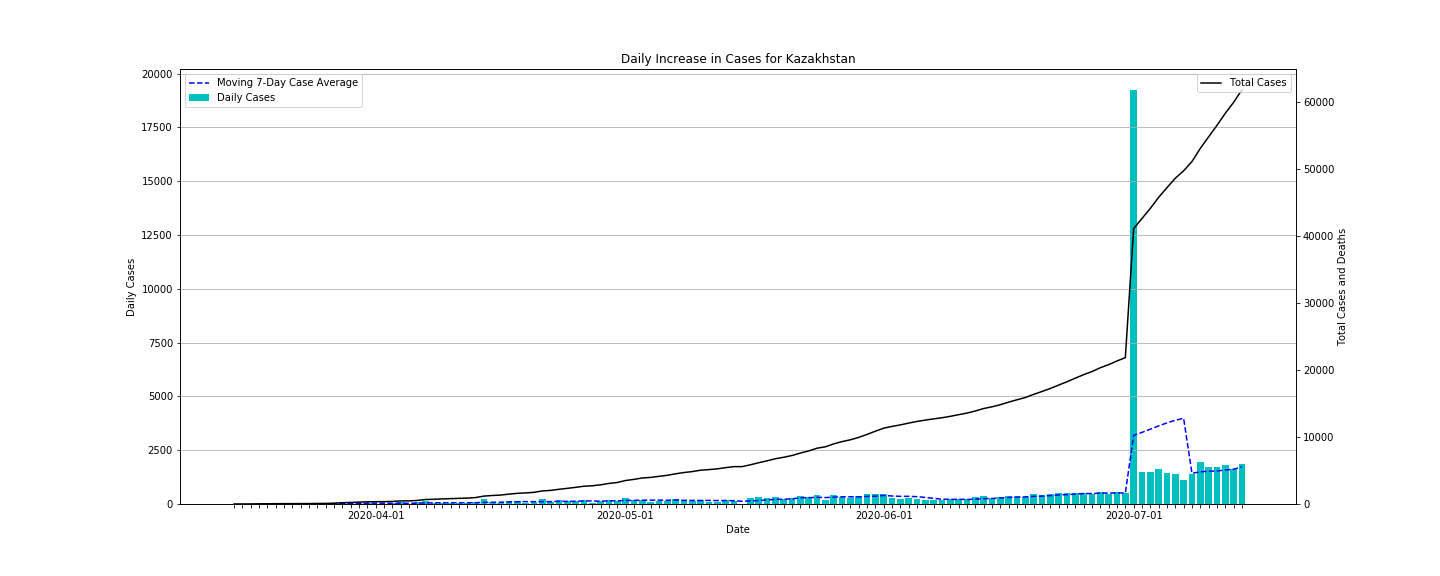 Daily Increase in Cases for Kazakhstan
Moving 7-Day Case Average
Daily Cases
Total Cases
20000
17500
15000
12500
10000
7500
5000
2500
0
Daily Cases
60000
50000
40000
30000
20000
10000
0
Total Cases and Deaths
2020-04-01
2020-05-01
2020-06-01
2020-07-01
Date